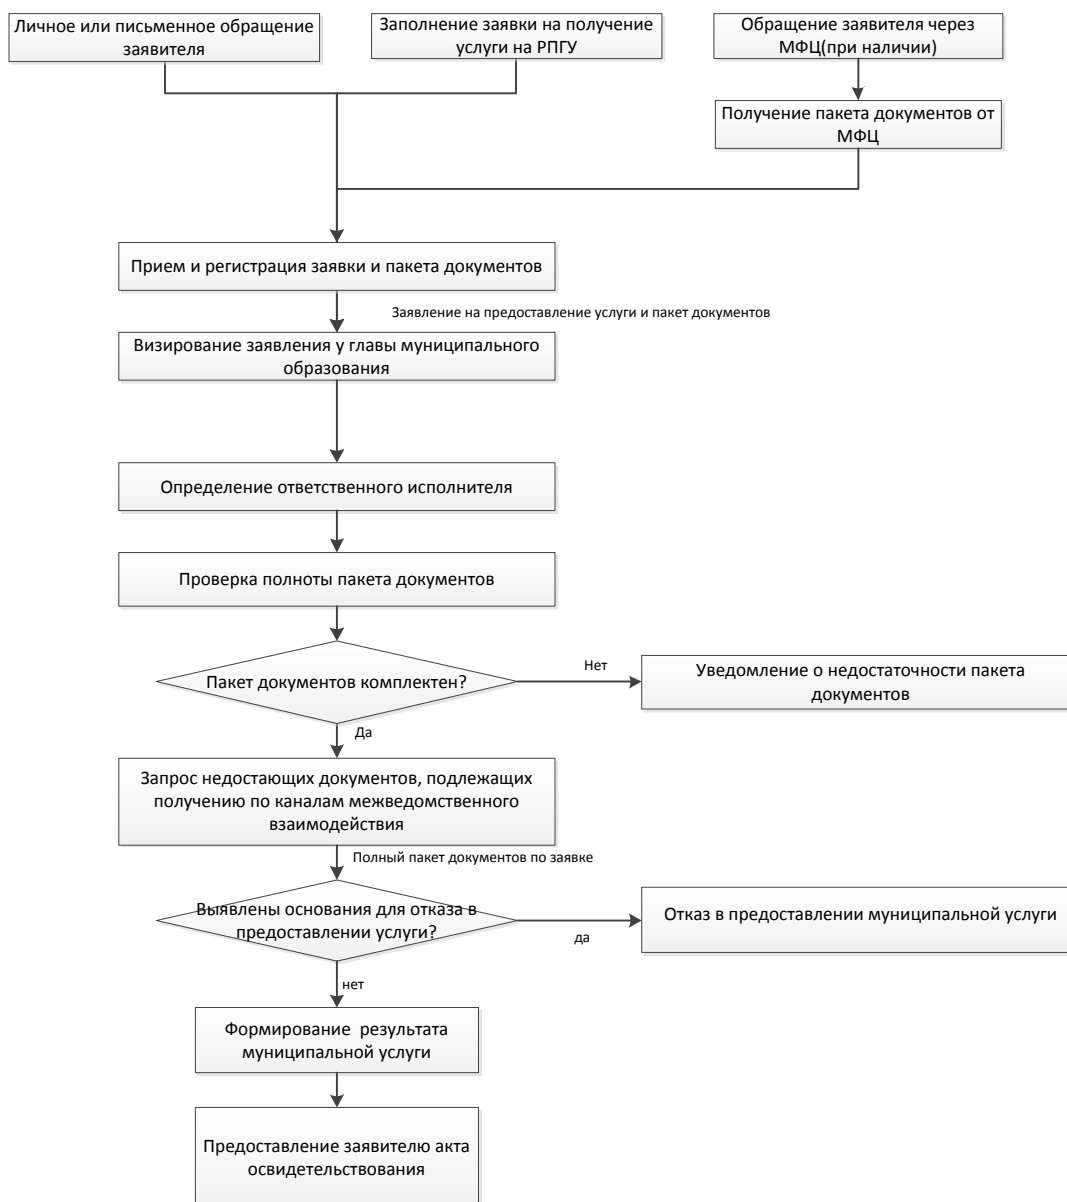 Личное или письменное обращение
заявителя
Заполнение заявки на получение
услуги на РПГУ
Обращение заявителя через
МФЦ(при наличии)
Получение пакета документов от
МФЦ
Прием и регистрация заявки и пакета документов
Заявление на предоставление услуги и пакет документов
Визирование заявления у главы муниципального
образования
Определение ответственного исполнителя
Проверка полноты пакета документов
Пакет документов комплектен?
Нет
Уведомление о недостаточности пакета
документов
Да
Запрос недостающих документов, подлежащих
получению по каналам межведомственного
взаимодействия
Полный пакет документов по заявке
Выявлены основания для отказа в
предоставлении услуги?
да
Отказ в предоставлении муниципальной услуги
нет
Формирование результата
муниципальной услуги
Предоставление заявителю акта
освидетельствования